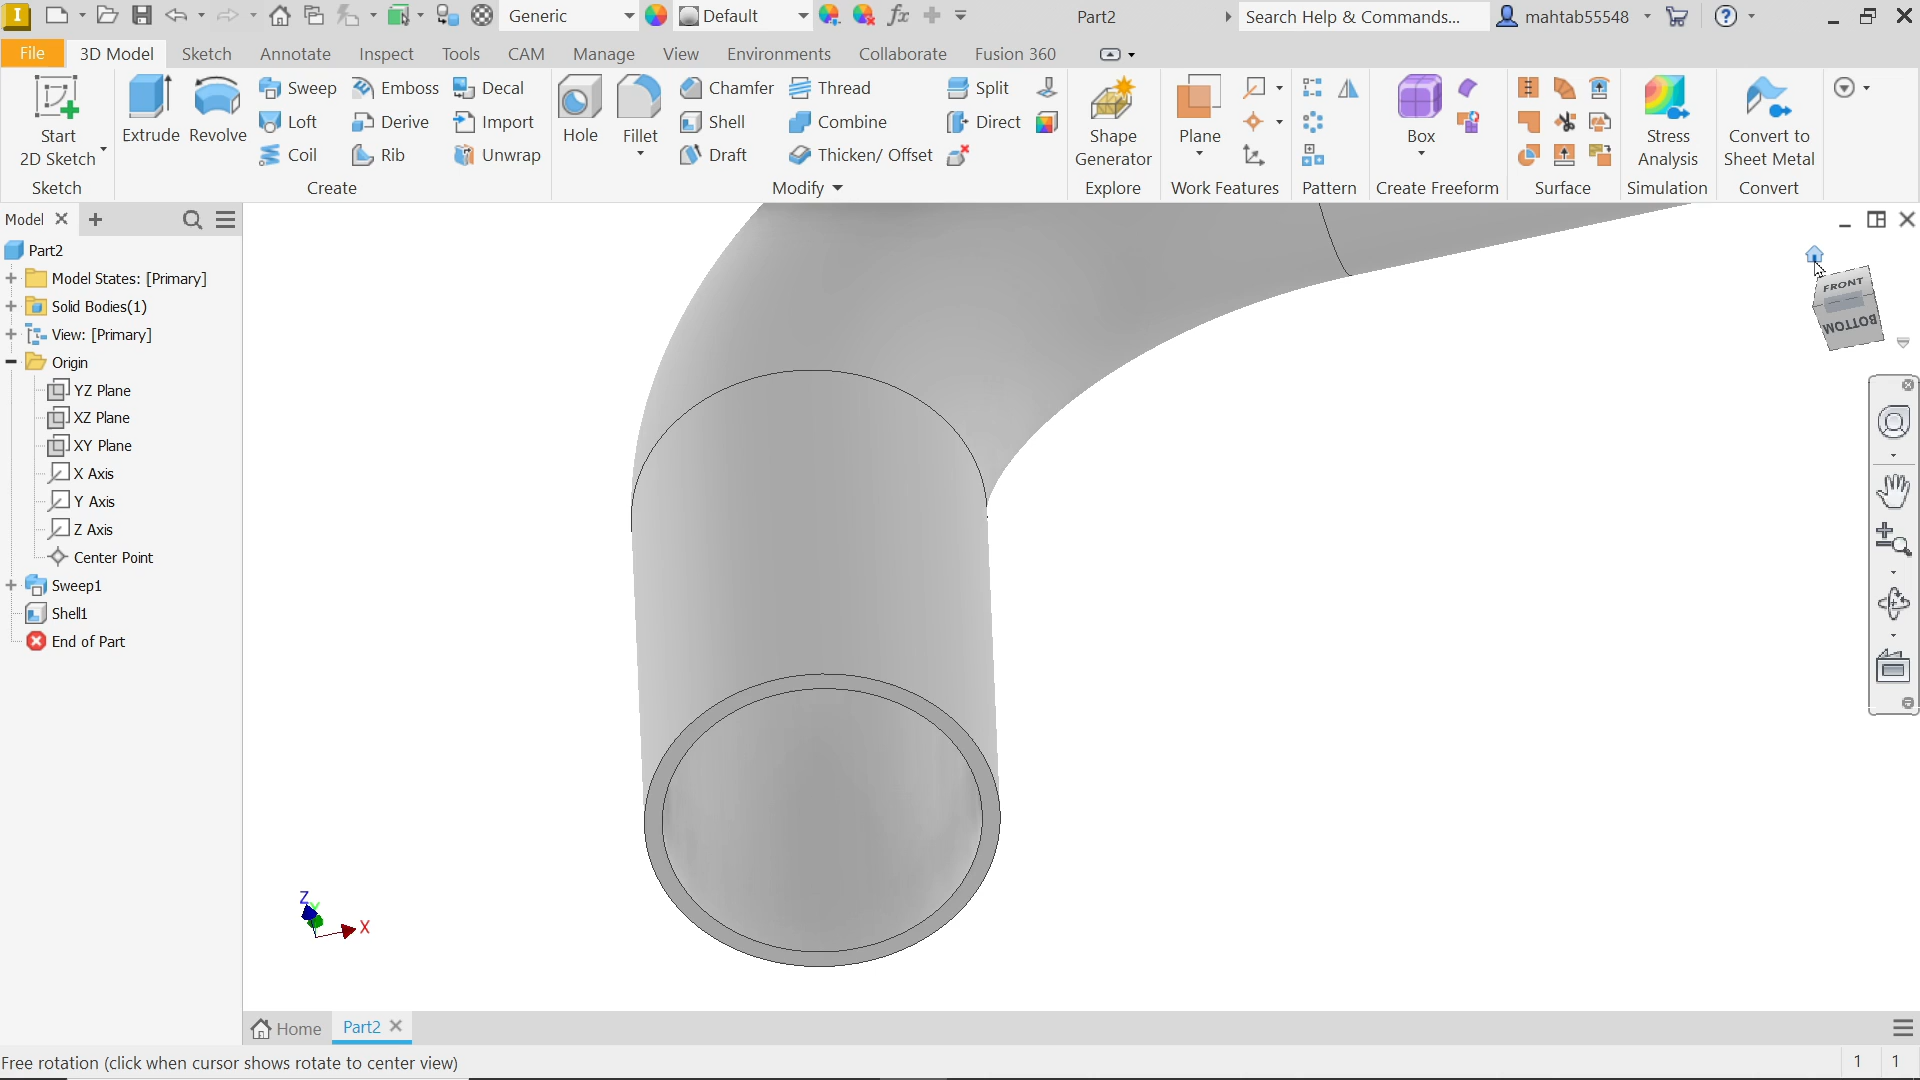 Generic
Default
fx
Part2
Search Help & Commands...
mahtab55548
File
3D Model
Sketch
Annotate
Inspect
Tools
CAM
Manage
View
Environments
Collaborate
Fusion 360
Start
2D Sketch
Sketch
Extrude
Revolve
Sweep
Loft
Coil
Emboss
Derive
Rib
Decal
Import
Unwrap
Create
Hole
Fillet
Chamfer
Shell
Draft
Thread
Combine
Thicken/ Offset
Split
Direct
Modify
Shape
Generator
Explore
Plane
Work Features
Pattern
Box
Create Freeform
Surface
Stress
Analysis
Simulation
Convert to
Sheet Metal
Convert
Model
Part2
Model States: [Primary]
Solid Bodies(1)
View: [Primary]
Origin
YZ Plane
XZ Plane
XY Plane
X Axis
Y Axis
Z Axis
Center Point
Sweep1
Shell1
End of Part
FRONT
BOTTOM
Z
Y
X
Home
Part2
Free rotation (click when cursor shows rotate to center view)
1
1